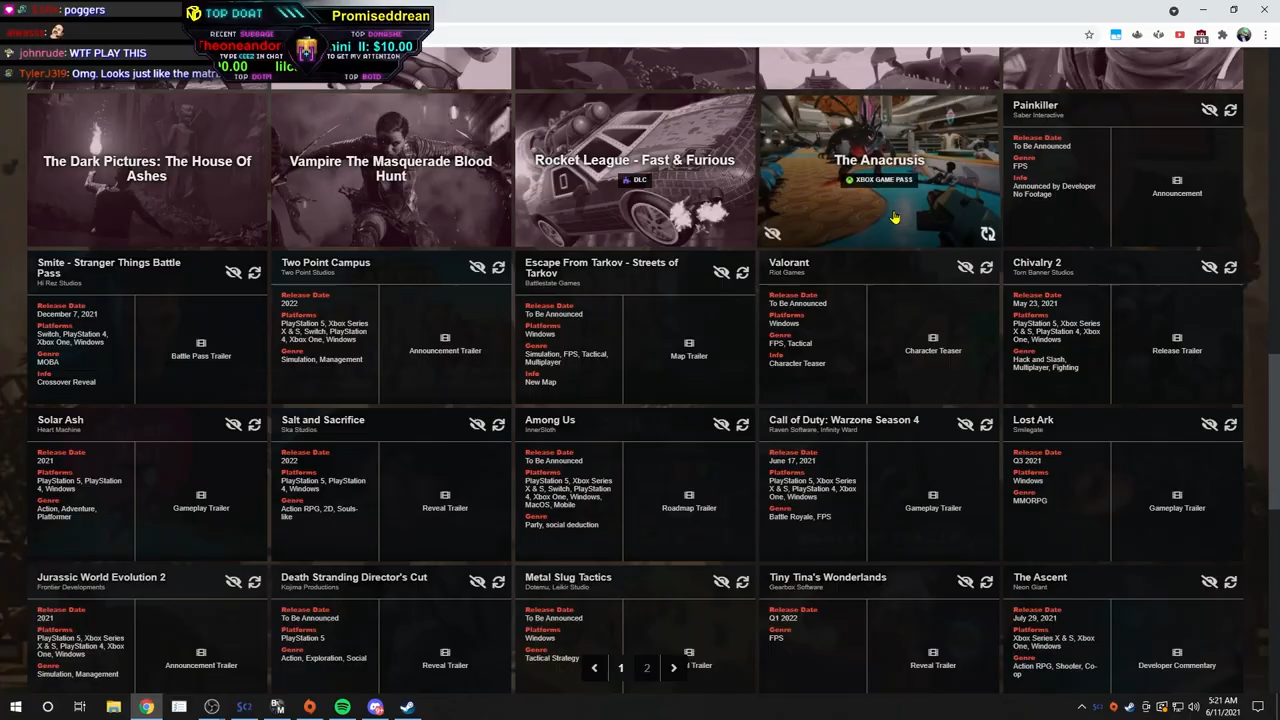 poggers
johnrude: WTF PLAY THIS
TylerJ319: Omg. Looks just like the matri
TOP DOAT
Promiseddrean
RECENT SUBBAGE
TOP DONASHE
Theoneandor
mini_II: $10.00
TYPE CEE2 IN CHAT
TO GET MY ATTENTION
TOP DOTM
TOP BOTD
The Dark Pictures: The House Of
Ashes
Vampire The Masquerade Blood
Hunt
Rocket League - Fast & Furious
DLC
The Anacrusis
XBOX GAME PASS
Painkiller
Saber Interactive
Release Date
To Be Announced
Genre
FPS
Info
Announced by Developer
No Footage
Announcement
Smite - Stranger Things Battle
Pass
Hi Rez Studios
Release Date
December 7, 2021
Platforms
Switch, PlayStation 4,
Xbox One, Windows
Genre
MOBA
Info
Crossover Reveal
Battle Pass Trailer
Two Point Campus
Two Point Studios
Release Date
2022
Platforms
PlayStation 5, Xbox Series
X & S, Switch, PlayStation
4, Xbox One, Windows
Genre
Simulation, Management
Announcement Trailer
Escape From Tarkov - Streets of
Tarkov
Battlestate Games
Release Date
To Be Announced
Platforms
Windows
Genre
Simulation, FPS, Tactical,
Multiplayer
Info
New Map
Map Trailer
Valorant
Riot Games
Release Date
To Be Announced
Platforms
Windows
Genre
FPS, Tactical
Info
Character Teaser
Character Teaser
Chivalry 2
Torn Banner Studios
Release Date
May 23, 2021
Platforms
PlayStation 5, Xbox Series
X & S, PlayStation 4, Xbox
One, Windows
Genre
Hack and Slash,
Multiplayer, Fighting
Release Trailer
Solar Ash
Heart Machine
Release Date
2021
Platforms
PlayStation 5, PlayStation
4, Windows
Genre
Action, Adventure,
Platformer
Gameplay Trailer
Salt and Sacrifice
Ska Studios
Release Date
2022
Platforms
PlayStation 5, PlayStation
4, Windows
Genre
Action RPG, 2D, Souls-
like
Reveal Trailer
Among Us
InnerSloth
Release Date
To Be Announced
Platforms
PlayStation 5, Xbox Series
X & S, Switch, PlayStation
4, Xbox One, Windows,
MacOS, Mobile
Genre
Party, social deduction
Roadmap Trailer
Call of Duty: Warzone Season 4
Raven Software, Infinity Ward
Release Date
June 17, 2021
Platforms
PlayStation 5, Xbox Series
X & S, PlayStation 4, Xbox
One, Windows
Genre
Battle Royale, FPS
Gameplay Trailer
Lost Ark
Smilegate
Release Date
Q3 2021
Platforms
Windows
Genre
MMORPG
Gameplay Trailer
Jurassic World Evolution 2
Frontier Developments
Release Date
2021
Platforms
PlayStation 5, Xbox Series
X & S, PlayStation 4, Xbox
One, Windows
Genre
Simulation, Management
Announcement Trailer
Death Stranding Director's Cut
Kojima Productions
Release Date
To Be Announced
Platforms
PlayStation 5
Genre
Action, Exploration, Social
Reveal Trailer
Metal Slug Tactics
Dotemu, Leikir Studio
Release Date
To Be Announced
Platforms
Windows
Genre
Tactical Strategy
Trailer
Tiny Tina's Wonderlands
Gearbox Software
Release Date
Q1 2022
Genre
FPS
Reveal Trailer
The Ascent
Neon Giant
Release Date
July 29, 2021
Platforms
Xbox Series X & S, Xbox
One, Windows
Genre
Action RPG, Shooter, Co-
op
Developer Commentary
1 2
5:21 AM
6/11/2021